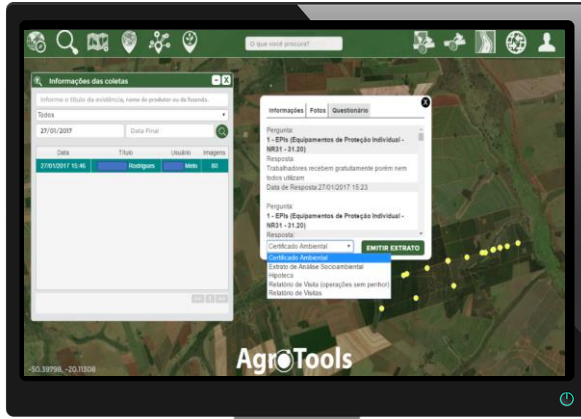 O que você procura?
Informações das coletas
Informe o título da evidência, nome do produtor ou da fazenda.
Todos
27/01/2017
Data Final
Data Título Usuário Imagens
27/01/2017 15:46 Rodrigues Melo 80
<< 1 >>
Informações Fotos Questionário
X
Pergunta:
1 - EPIs (Equipamentos de Proteção Individual -
NR31 - 31.20)
Resposta:
Trabalhadores recebem gratuitamente porém nem
todos utilizam
Data de Resposta:27/01/2017 15:23
Pergunta:
1 - EPIs (Equipamentos de Proteção Individual -
NR31 - 31.20)
Resposta:
Certificado Ambiental
EMITIR EXTRATO
Certificado Ambiental
Extrato de Análise Socioambiental
Hipoteca
Relatório de Visita (operações sem penhor)
Relatório de Visitas
AgroTools
-50.39798, -20.11308